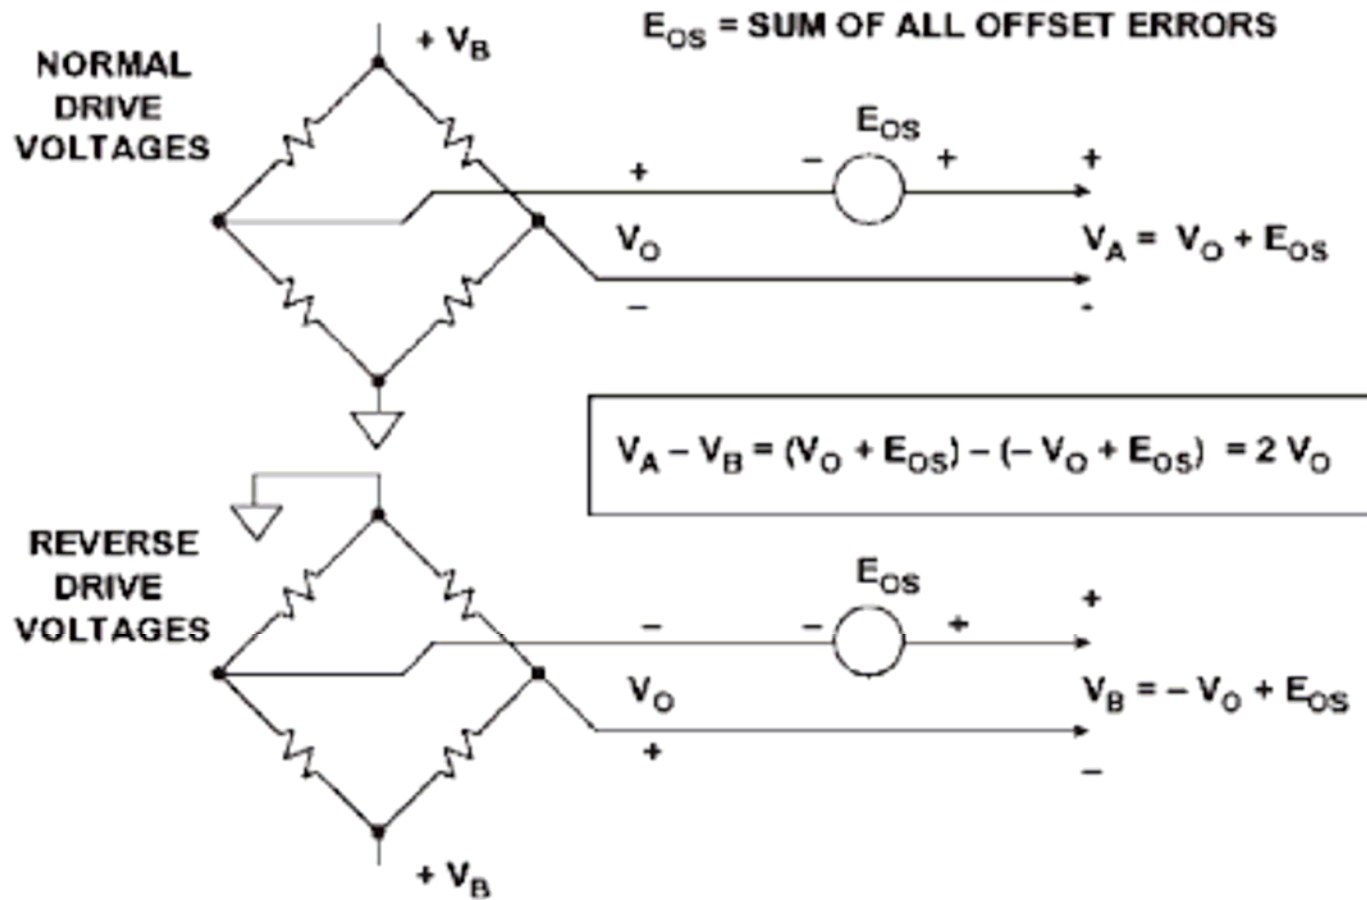 E_OS = SUM OF ALL OFFSET ERRORS
+ V_B
NORMAL
DRIVE
VOLTAGES
E_OS
+
− + +
V_O
V_A = V_O + E_OS
−
-
V_A – V_B = (V_O + E_OS) – (– V_O + E_OS) = 2 V_O
REVERSE
DRIVE
VOLTAGES
E_OS
+
− − +
V_O
V_B = – V_O + E_OS
+
−
+ V_B